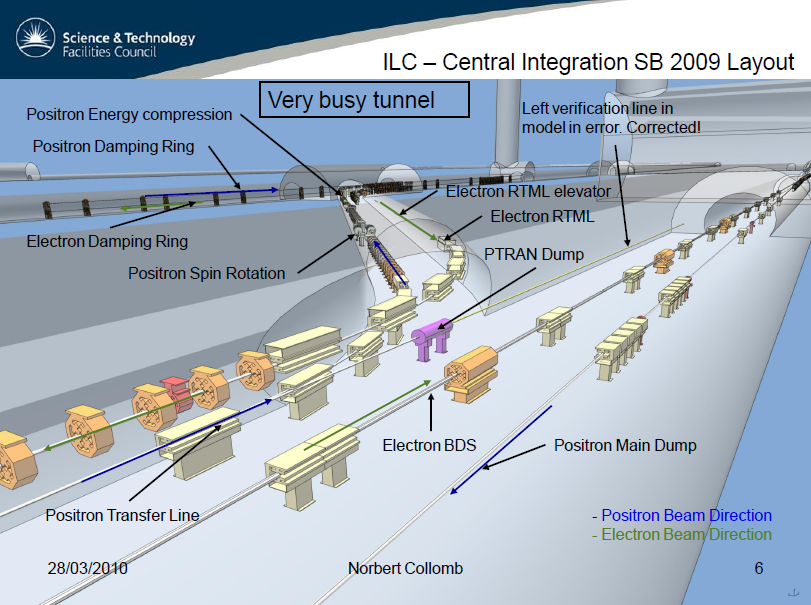 Science & Technology
Facilities Council
ILC – Central Integration SB 2009 Layout
Very busy tunnel
Positron Energy compression
Left verification line in
model in error. Corrected!
Positron Damping Ring
Electron RTML elevator
Electron RTML
Electron Damping Ring
PTRAN Dump
Positron Spin Rotation
Electron BDS
Positron Main Dump
Positron Transfer Line
- Positron Beam Direction
- Electron Beam Direction
28/03/2010
Norbert Collomb
6